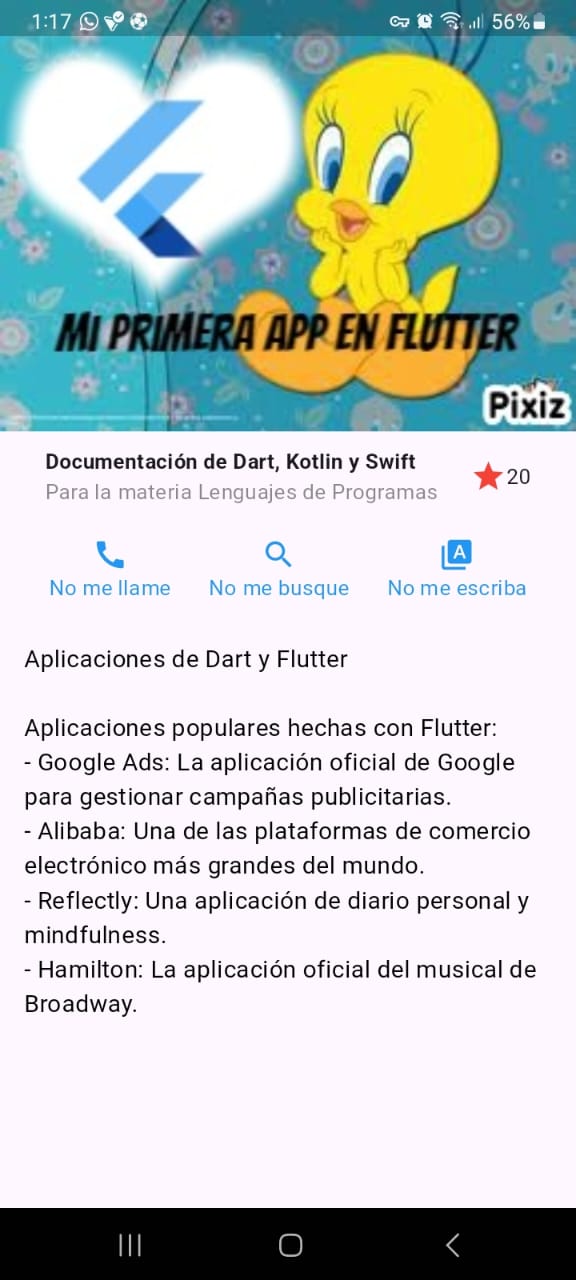 1:17 56%
MI PRIMERA APP EN FLUTTER
Pixiz
Documentación de Dart, Kotlin y Swift
Para la materia Lenguajes de Programas
20
No me llame No me busque No me escriba
Aplicaciones de Dart y Flutter
Aplicaciones populares hechas con Flutter:
- Google Ads: La aplicación oficial de Google
para gestionar campañas publicitarias.
- Alibaba: Una de las plataformas de comercio
electrónico más grandes del mundo.
- Reflectly: Una aplicación de diario personal y
mindfulness.
- Hamilton: La aplicación oficial del musical de
Broadway.